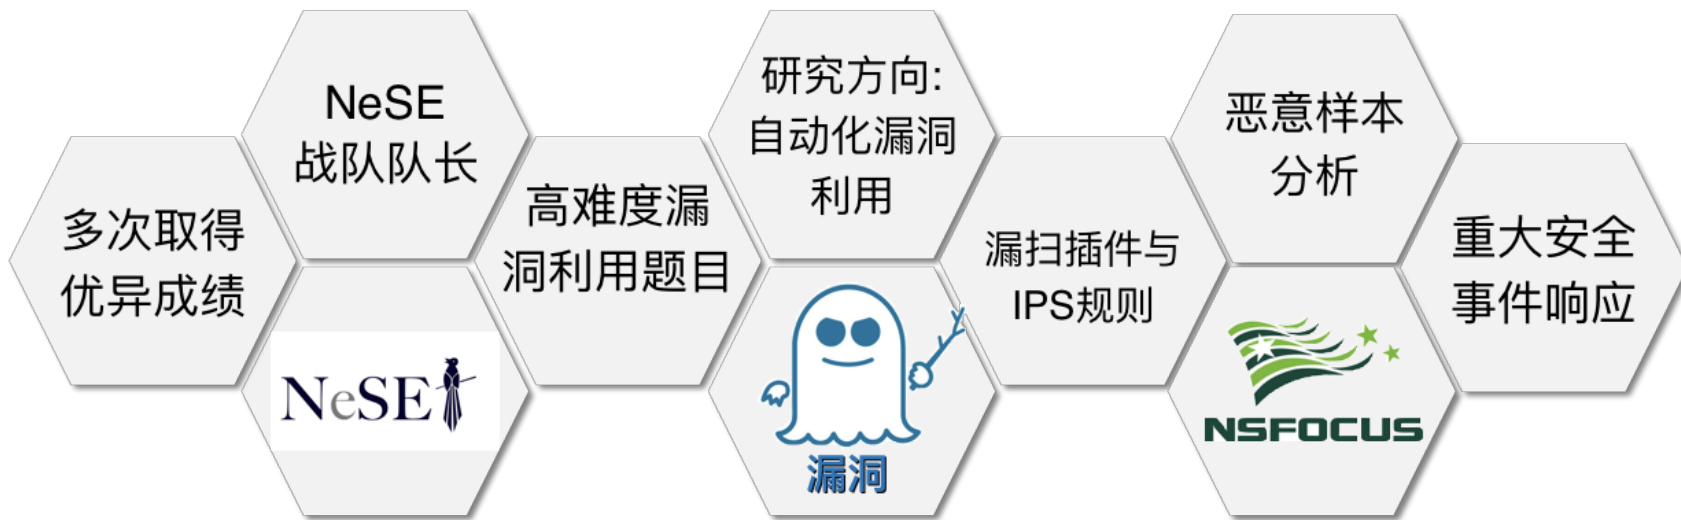 多次取得
优异成绩
NeSE
战队队长
NeSE
高难度漏
洞利用题目
研究方向:
自动化漏洞
利用
漏洞
漏扫插件与
IPS规则
恶意样本
分析
NSFOCUS
重大安全
事件响应